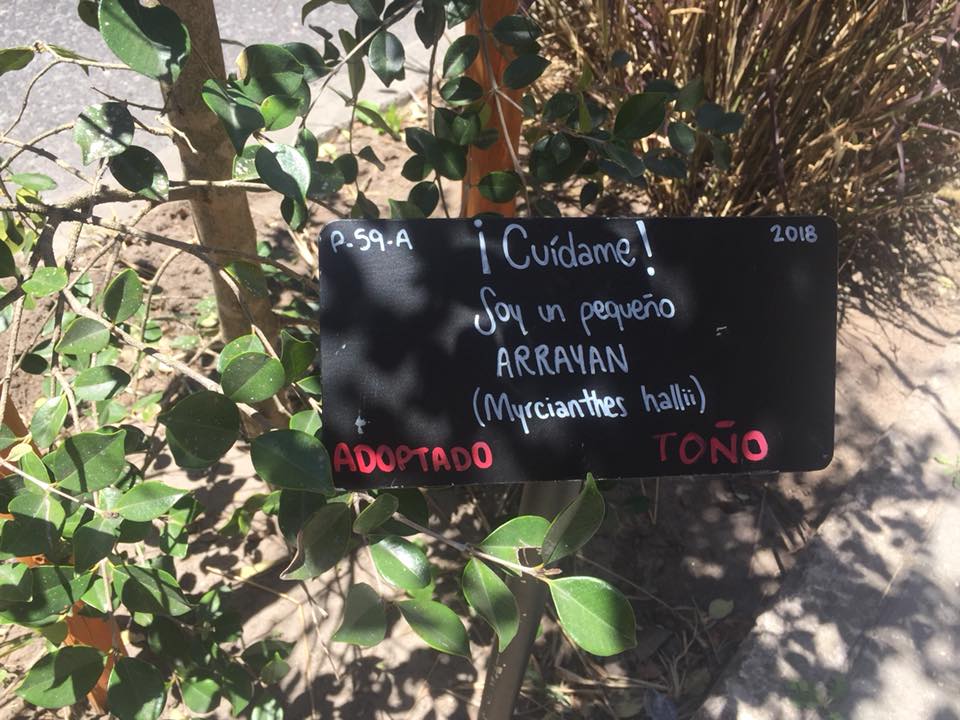 P-59-A ¡Cuídame! 2018
Soy un pequeño
ARRAYAN
(Myrcianthes hallii)
ADOPTADO TOÑO